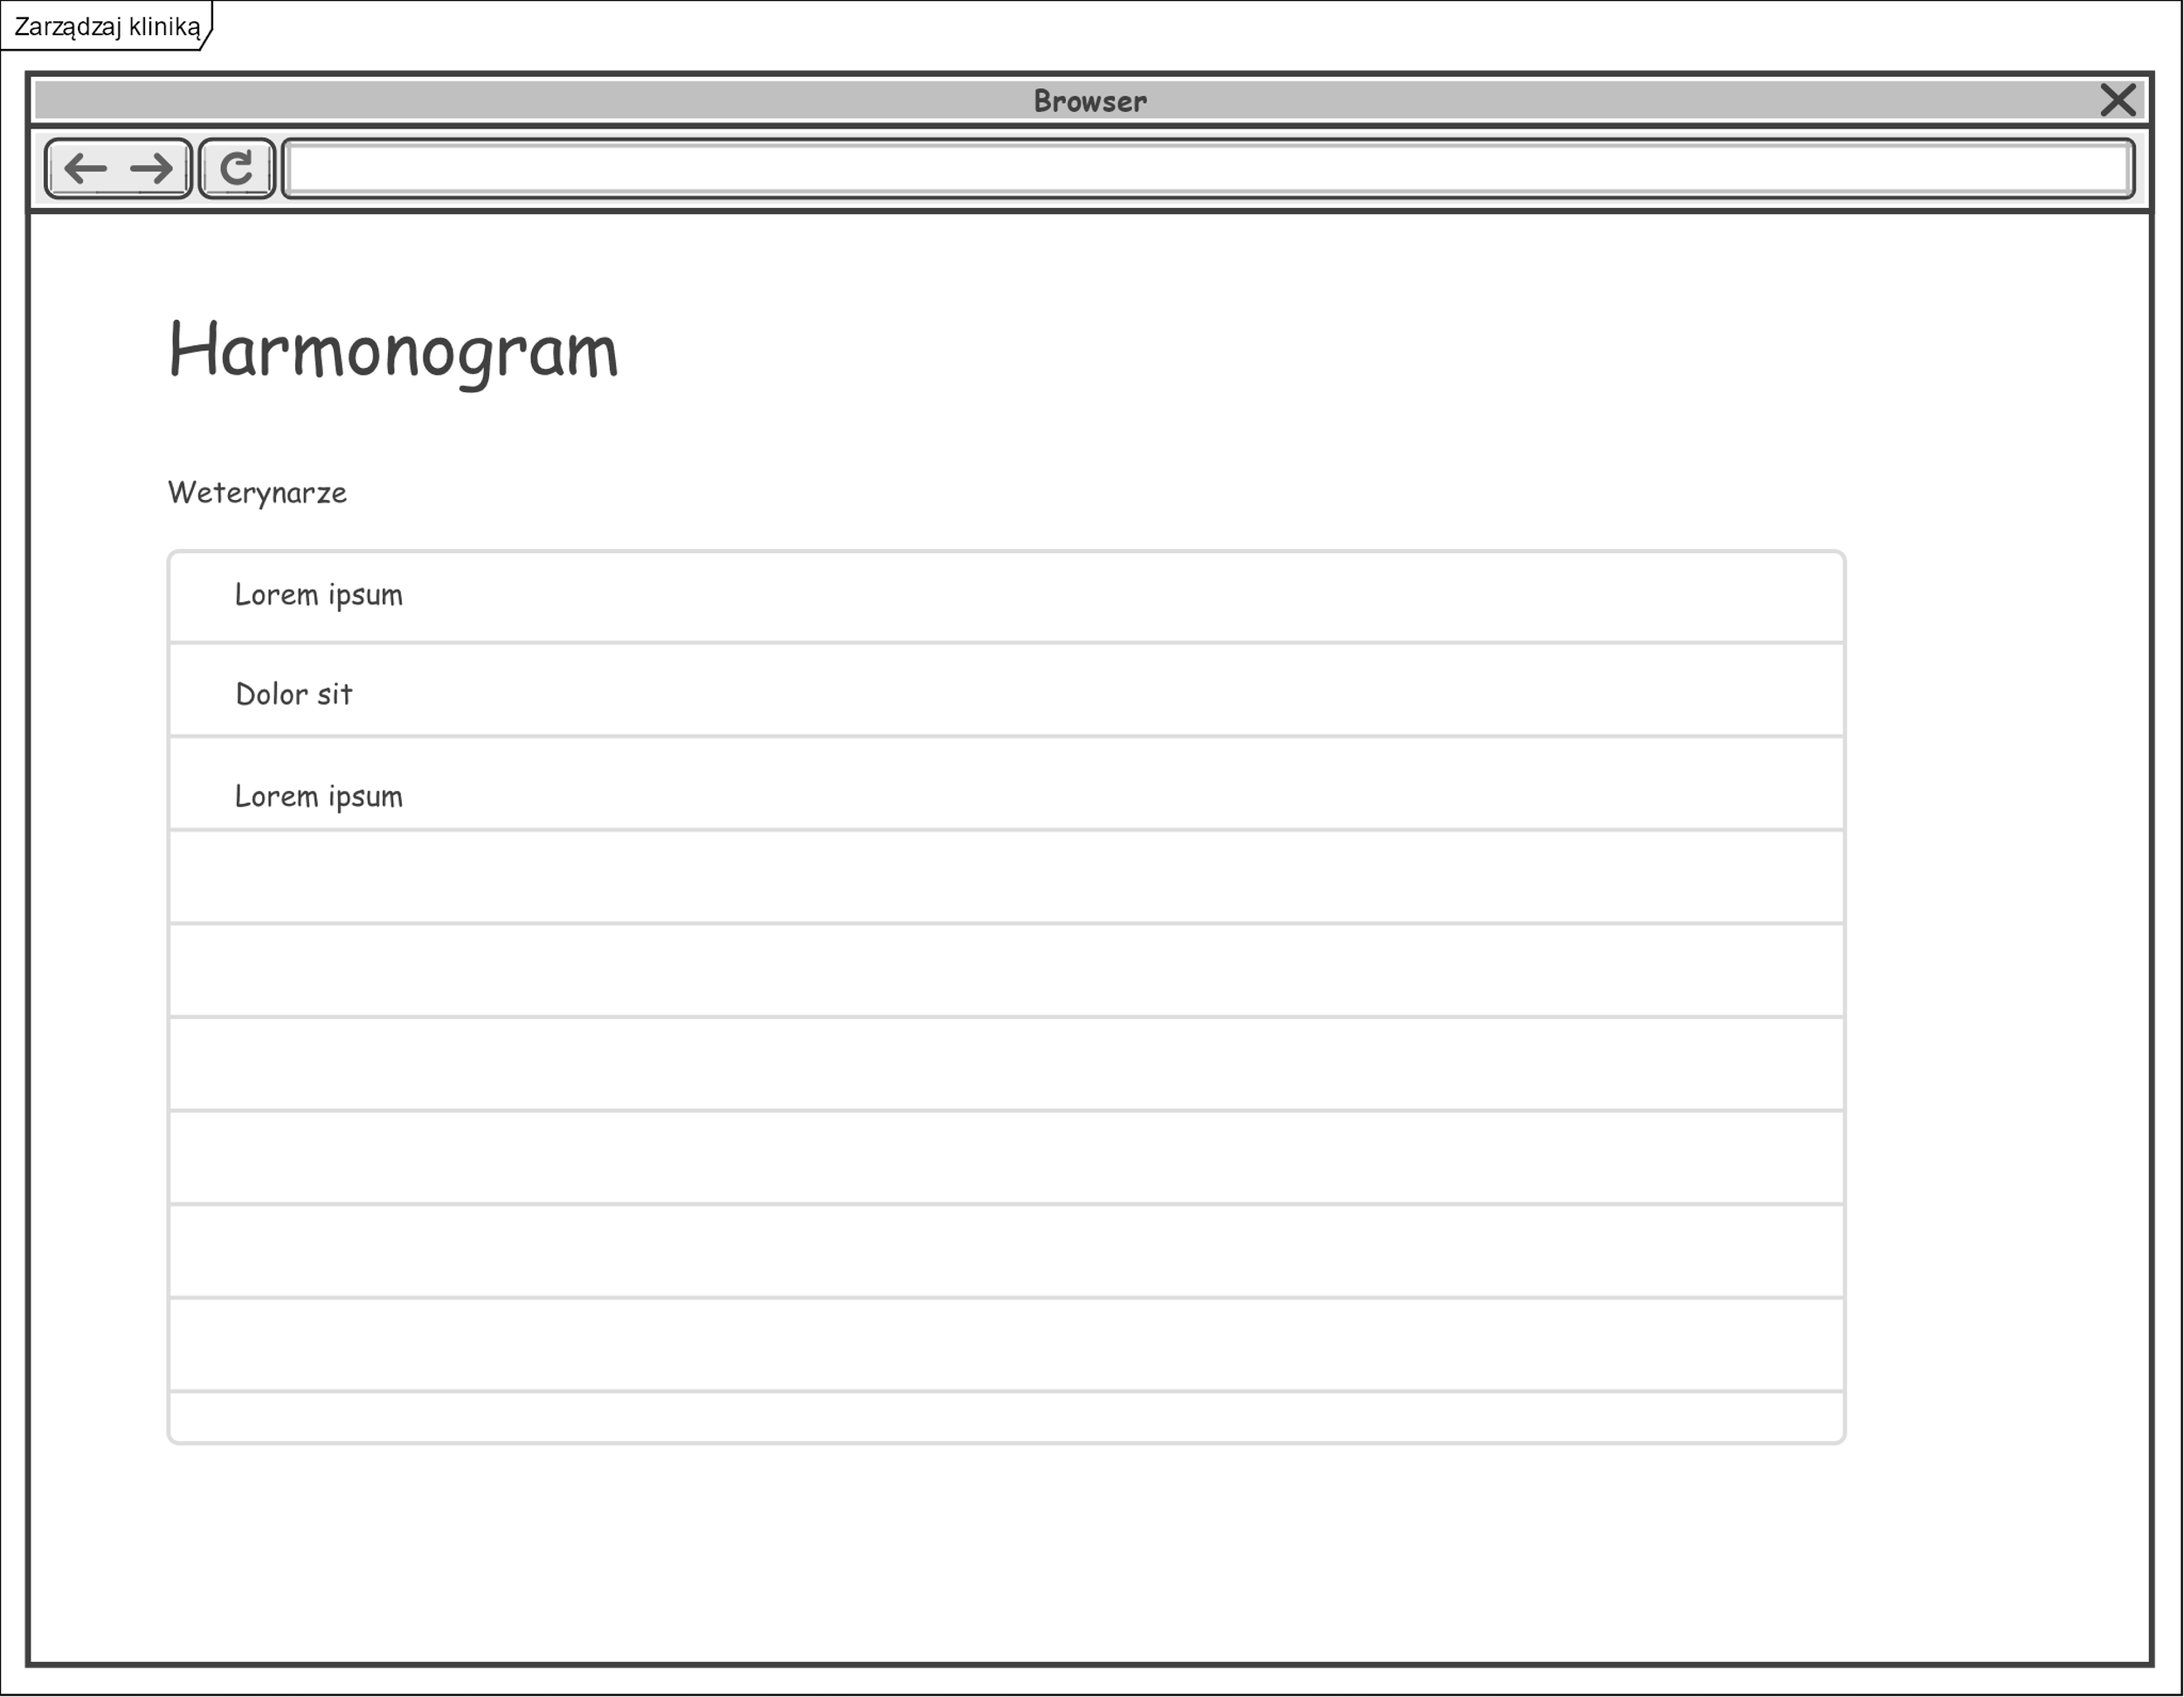 Zarządzaj kliniką
Browser
Harmonogram
Weterynarze
Lorem ipsum
Dolor sit
Lorem ipsum